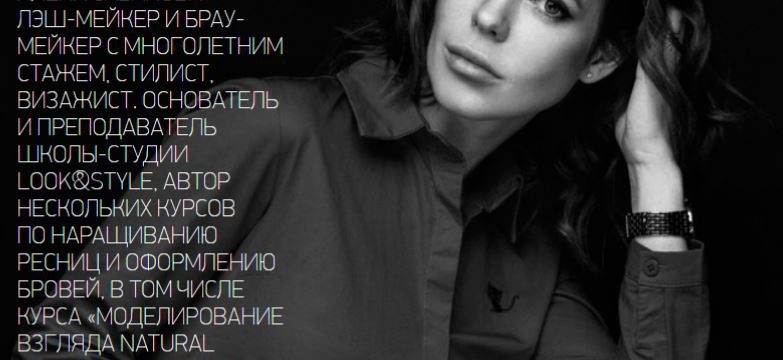 ЛЭШ-МЕЙКЕР И БРАУ-
МЕЙКЕР С МНОГОЛЕТНИМ
СТАЖЕМ, СТИЛИСТ,
ВИЗАЖИСТ. ОСНОВАТЕЛЬ
И ПРЕПОДАВАТЕЛЬ
ШКОЛЫ-СТУДИИ
LOOK&STYLE, АВТОР
НЕСКОЛЬКИХ КУРСОВ
ПО НАРАЩИВАНИЮ
РЕСНИЦ И ОФОРМЛЕНИЮ
БРОВЕЙ, В ТОМ ЧИСЛЕ
КУРСА «МОДЕЛИРОВАНИЕ
ВЗГЛЯДА NATURAL